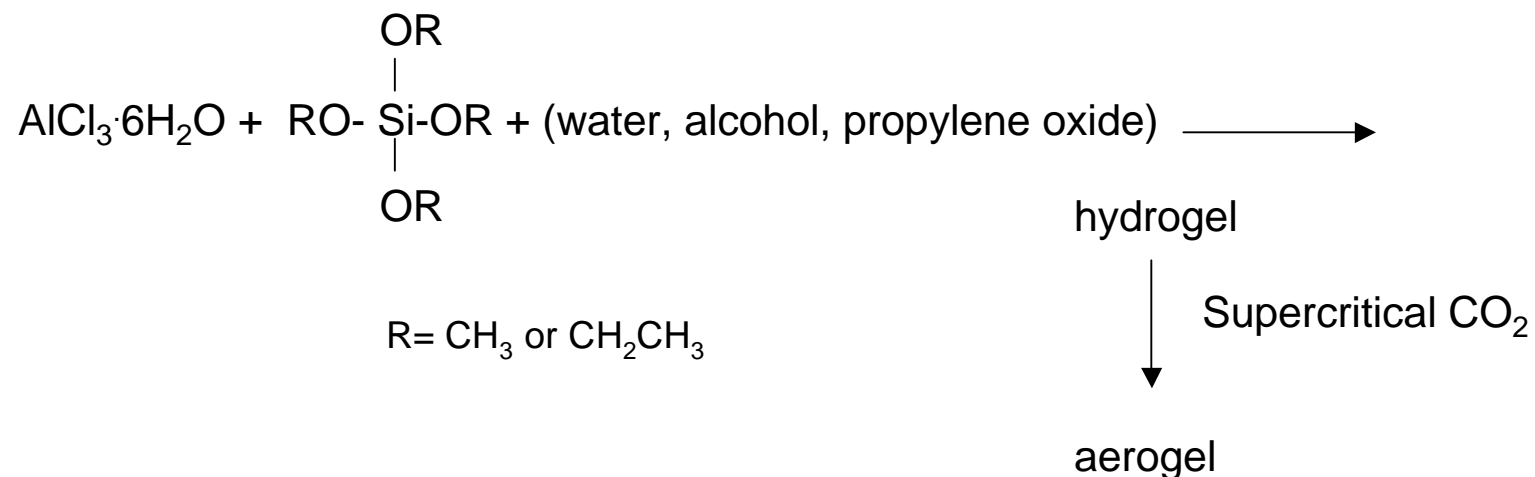 OR
AlCl₃·6H₂O + RO- Si-OR + (water, alcohol, propylene oxide)
OR
hydrogel
R= CH₃ or CH₂CH₃
Supercritical CO₂
aerogel